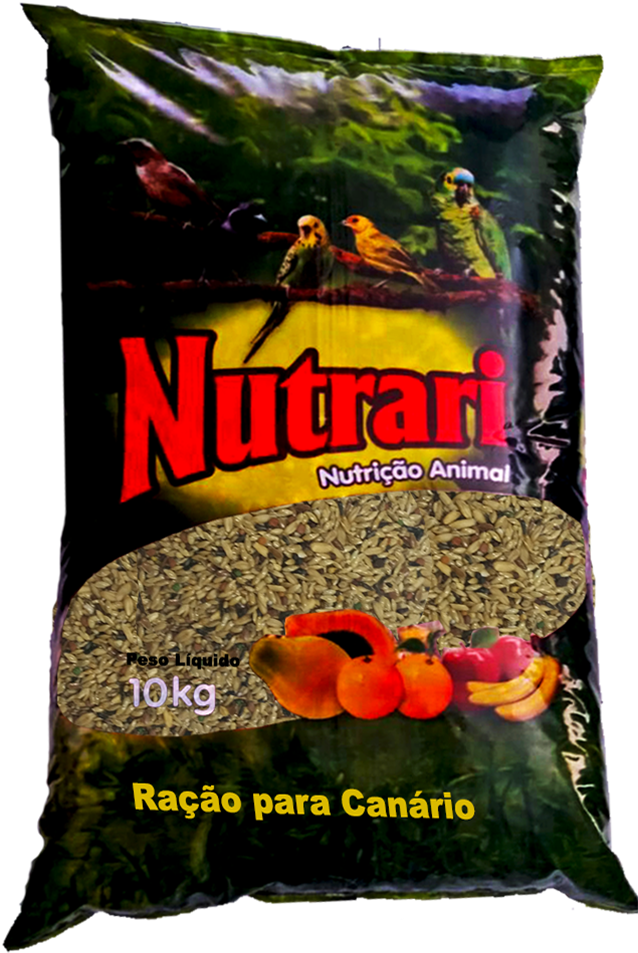 Nutrari
Nutrição Animal
Peso Líquido
10kg
Ração para Canário